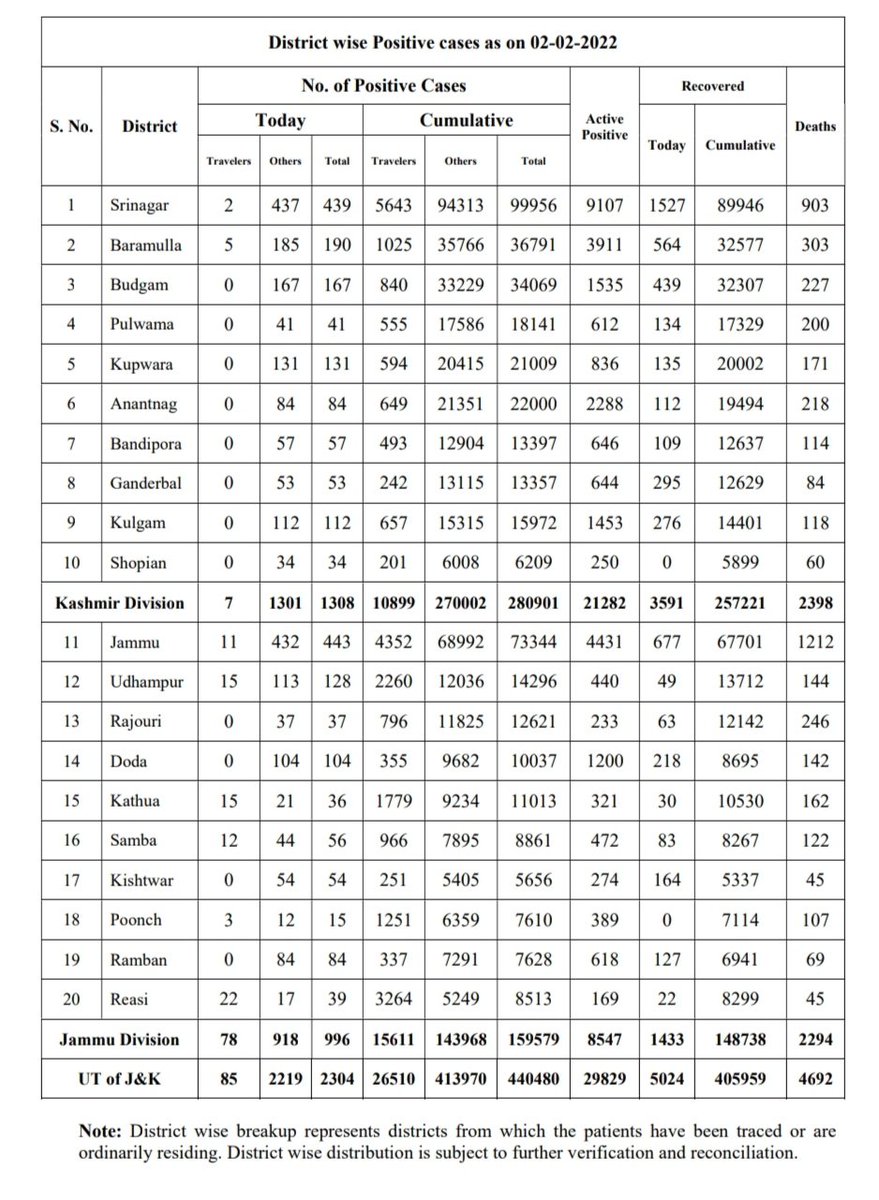 District wise Positive cases as on 02-02-2022
S. No. District No. of Positive Cases Active Positive Recovered Deaths
Today Cumulative Today Cumulative
Travelers Others Total Travelers Others Total
1 Srinagar 2 437 439 5643 94313 99956 9107 1527 89946 903
2 Baramulla 5 185 190 1025 35766 36791 3911 564 32577 303
3 Budgam 0 167 167 840 33229 34069 1535 439 32307 227
4 Pulwama 0 41 41 555 17586 18141 612 134 17329 200
5 Kupwara 0 131 131 594 20415 21009 836 135 20002 171
6 Anantnag 0 84 84 649 21351 22000 2288 112 19494 218
7 Bandipora 0 57 57 493 12904 13397 646 109 12637 114
8 Ganderbal 0 53 53 242 13115 13357 644 295 12629 84
9 Kulgam 0 112 112 657 15315 15972 1453 276 14401 118
10 Shopian 0 34 34 201 6008 6209 250 0 5899 60
Kashmir Division 7 1301 1308 10899 270002 280901 21282 3591 257221 2398
11 Jammu 11 432 443 4352 68992 73344 4431 677 67701 1212
12 Udhampur 15 113 128 2260 12036 14296 440 49 13712 144
13 Rajouri 0 37 37 796 11825 12621 233 63 12142 246
14 Doda 0 104 104 355 9682 10037 1200 218 8695 142
15 Kathua 15 21 36 1779 9234 11013 321 30 10530 162
16 Samba 12 44 56 966 7895 8861 472 83 8267 122
17 Kishtwar 0 54 54 251 5405 5656 274 164 5337 45
18 Poonch 3 12 15 1251 6359 7610 389 0 7114 107
19 Ramban 0 84 84 337 7291 7628 618 127 6941 69
20 Reasi 22 17 39 3264 5249 8513 169 22 8299 45
Jammu Division 78 918 996 15611 143968 159579 8547 1433 148738 2294
UT of J&K 85 2219 2304 26510 413970 440480 29829 5024 405959 4692
Note: District wise breakup represents districts from which the patients have been traced or are
ordinarily residing. District wise distribution is subject to further verification and reconciliation.